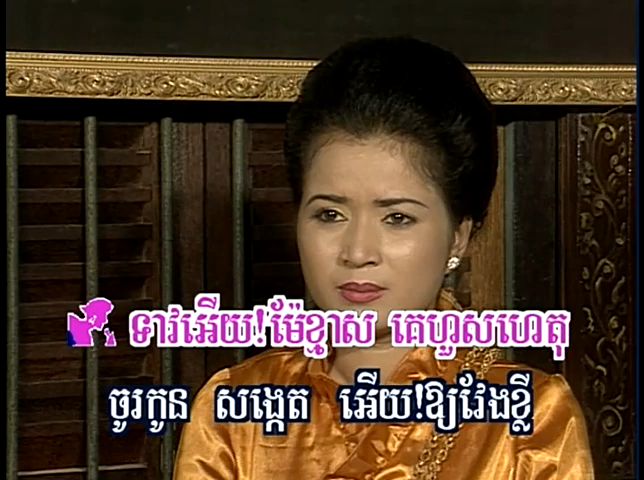 ទាវអើយ!ម៉ែខ្មាស គេហួសហេតុ
ចូរកូន សង្កេត អើយ!ឱ្យវែងខ្លី